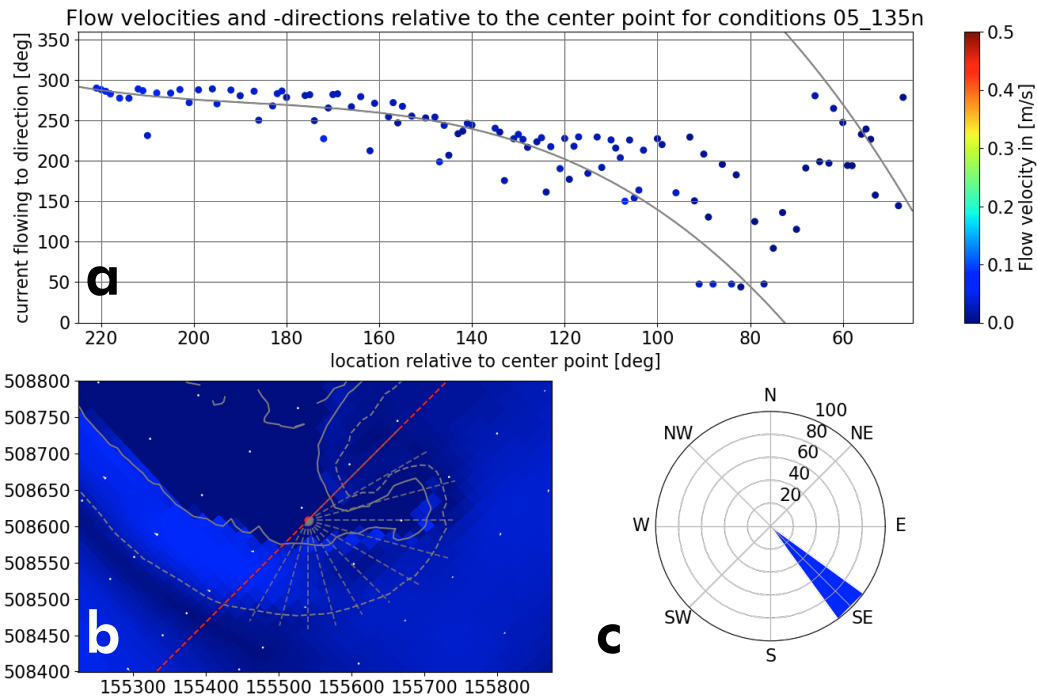 Flow velocities and -directions relative to the center point for conditions 05_135n
current flowing to direction [deg]
350
300
250
200
150
100
50
0
a
220 200 180 160 140 120 100 80 60
location relative to center point [deg]
0.5
0.4
0.3
0.2
0.1
0.0
Flow velocity in [m/s]
508800
508750
508700
508650
508600
508550
508500
508450
508400
b
155300 155400 155500 155600 155700 155800
N
NE
E
SE
S
SW
W
NW
100
80
60
40
20
c